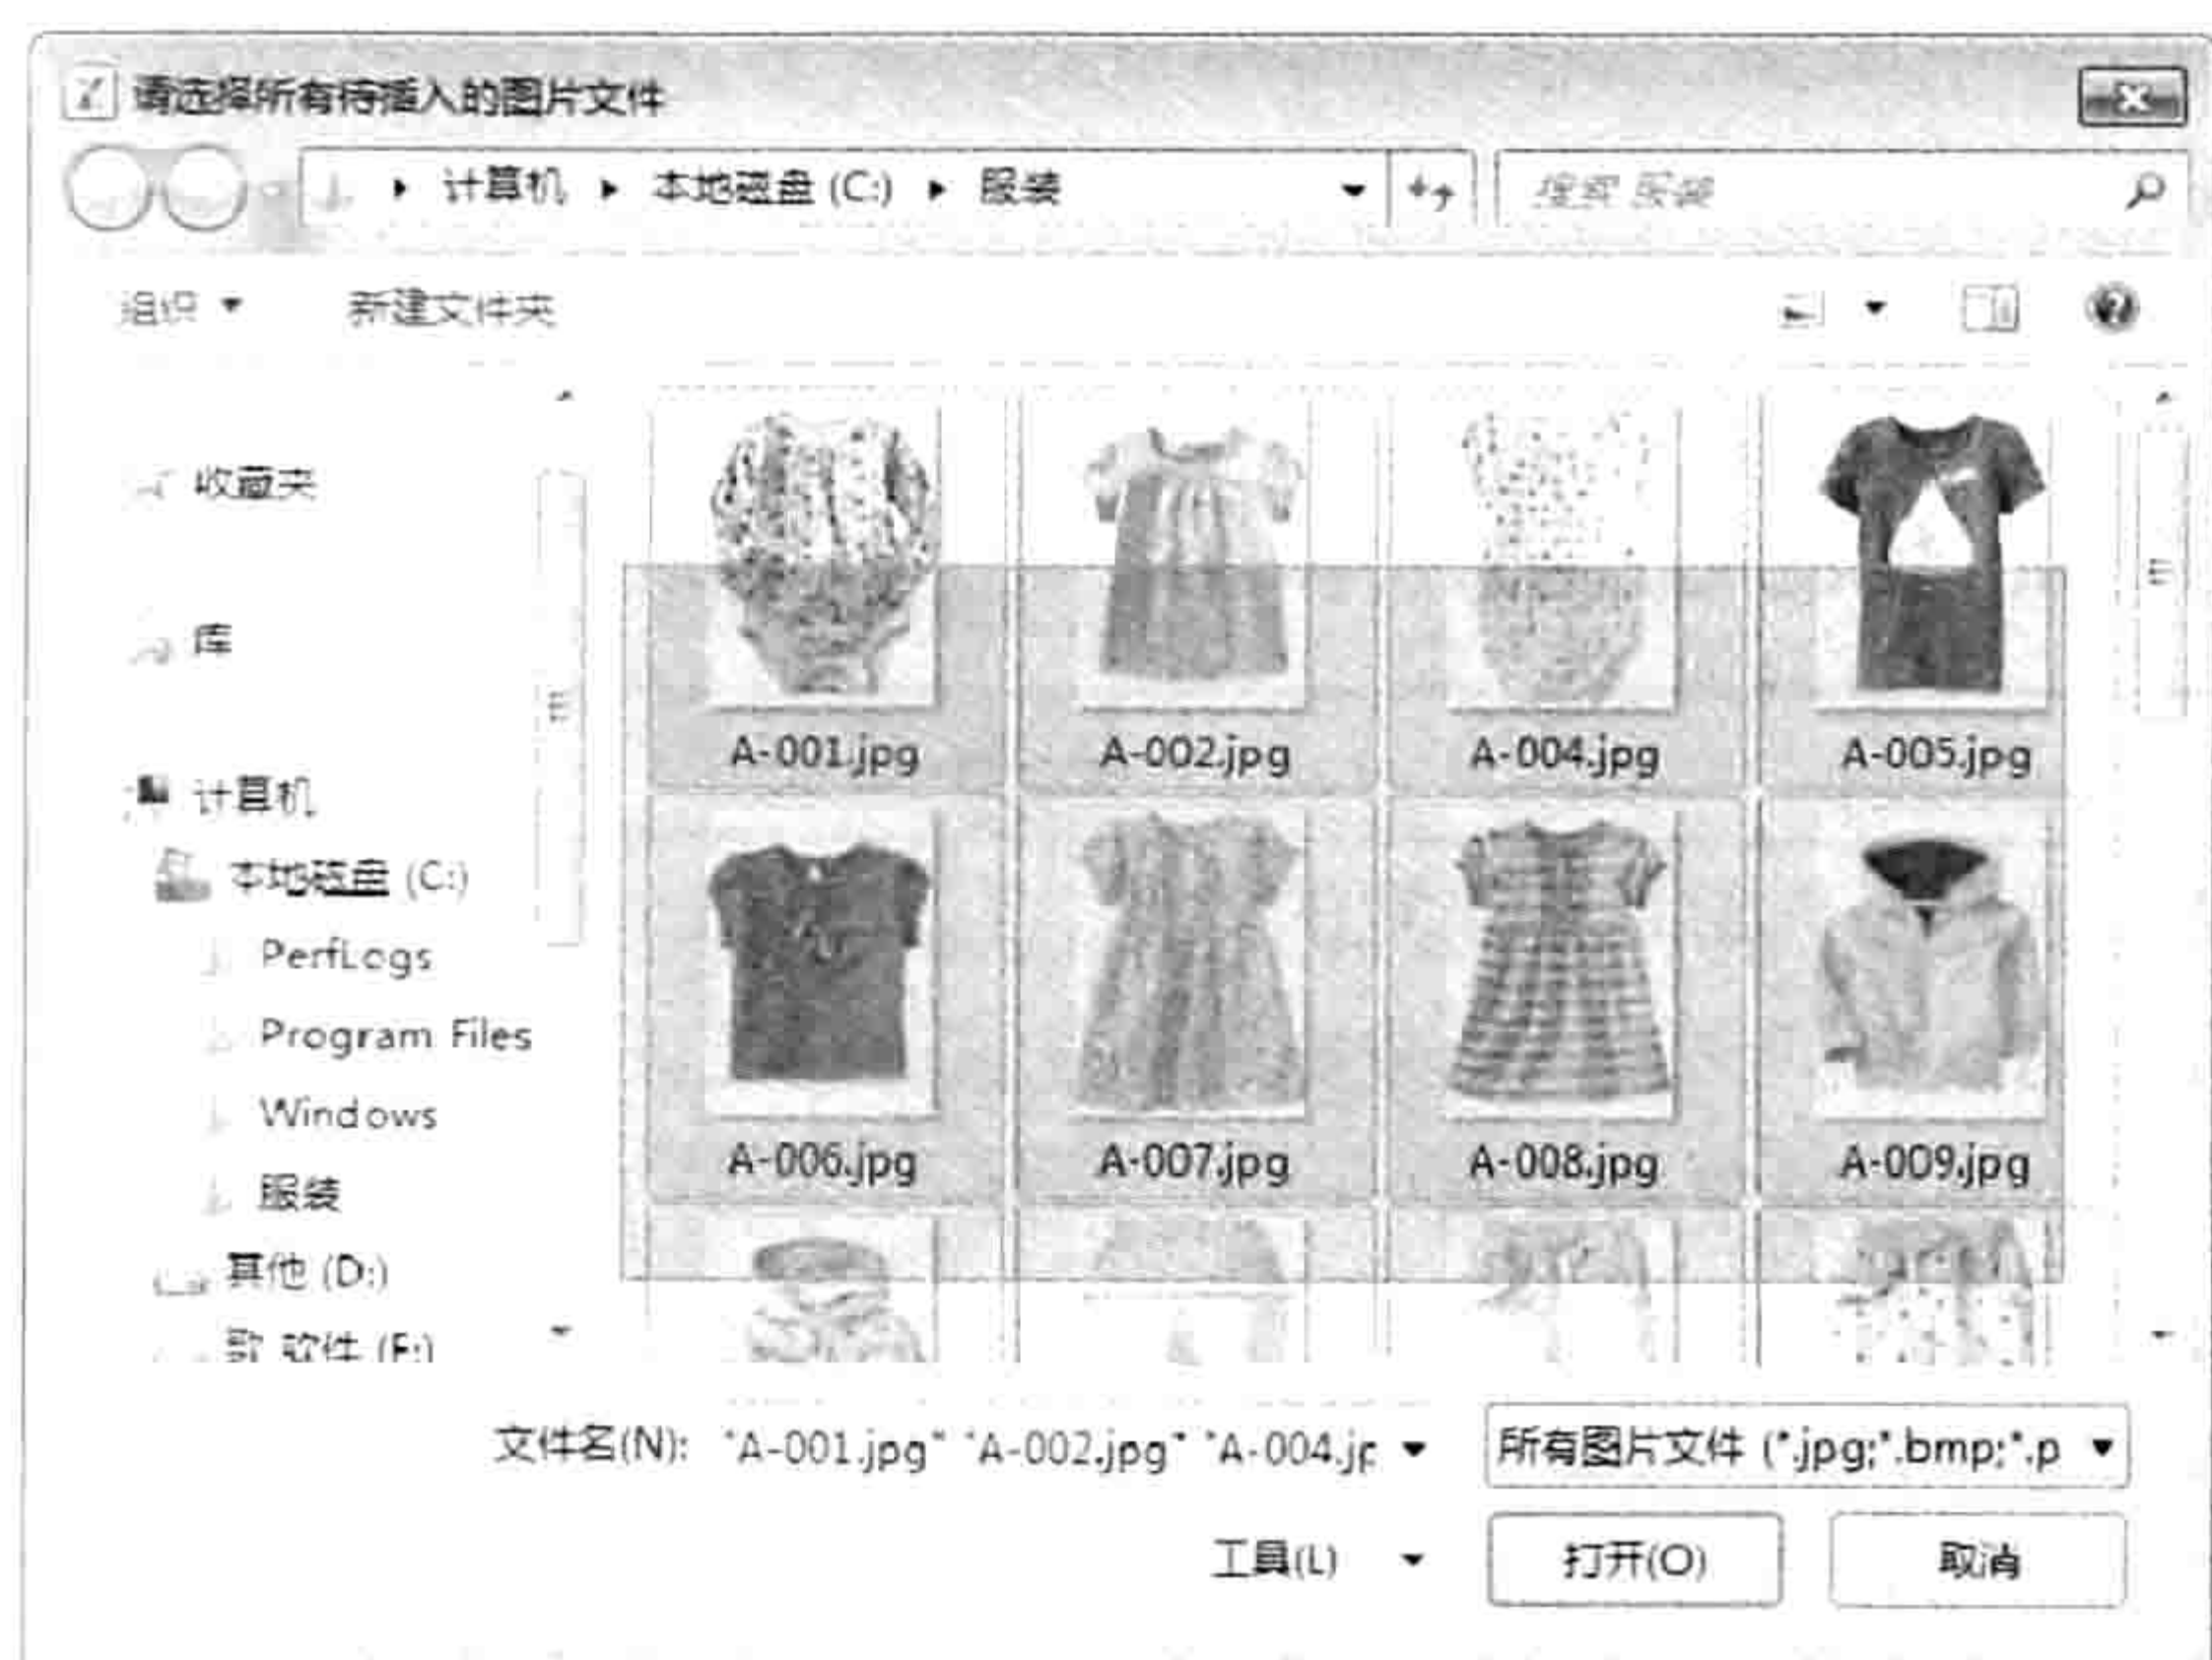 请选择所有待插入的图片文件
计算机 本地磁盘 (C:) 服装
搜索 服装
组织
新建文件夹
收藏夹
库
计算机
本地磁盘 (C:)
PerfLogs
Program Files
Windows
服装
其他 (D:)
A-001.jpg
A-002.jpg
A-004.jpg
A-005.jpg
A-006.jpg
A-007.jpg
A-008.jpg
A-009.jpg
文件名(N): "A-001.jpg" "A-002.jpg" "A-004.jp
所有图片文件 (*.jpg;*.bmp;*.p
工具(L)
打开(O)
取消